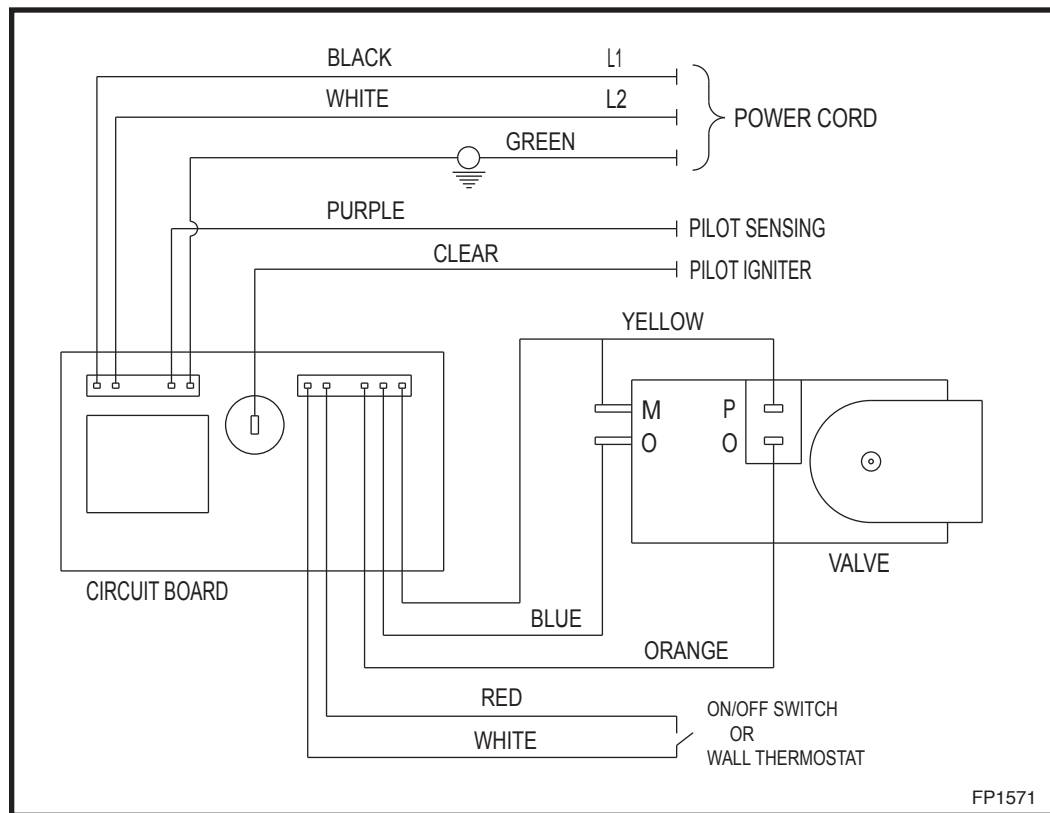 BLACK
L1
WHITE
L2
POWER CORD
GREEN
PURPLE
PILOT SENSING
CLEAR
PILOT IGNITER
YELLOW
M
P
O
O
VALVE
CIRCUIT BOARD
BLUE
ORANGE
RED
WHITE
ON/OFF SWITCH
OR
WALL THERMOSTAT
FP1571